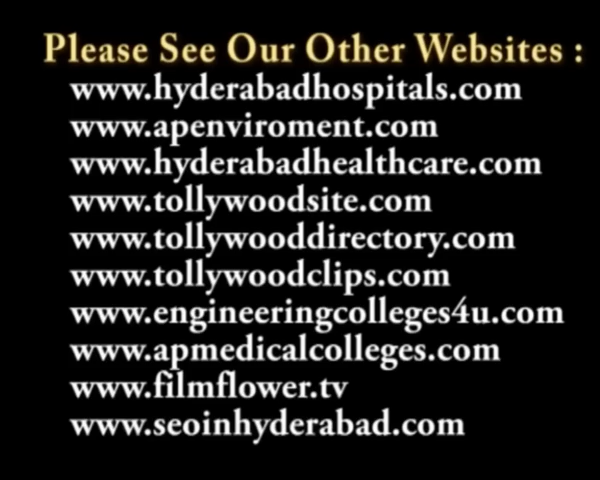 Please See Our Other Websites :
www.hyderabadhospitals.com
www.apenviroment.com
www.hyderabadhealthcare.com
www.tollywoodsite.com
www.tollywooddirectory.com
www.tollywoodclips.com
www.engineeringcolleges4u.com
www.apmedicalcolleges.com
www.filmflower.tv
www.seoinhyderabad.com